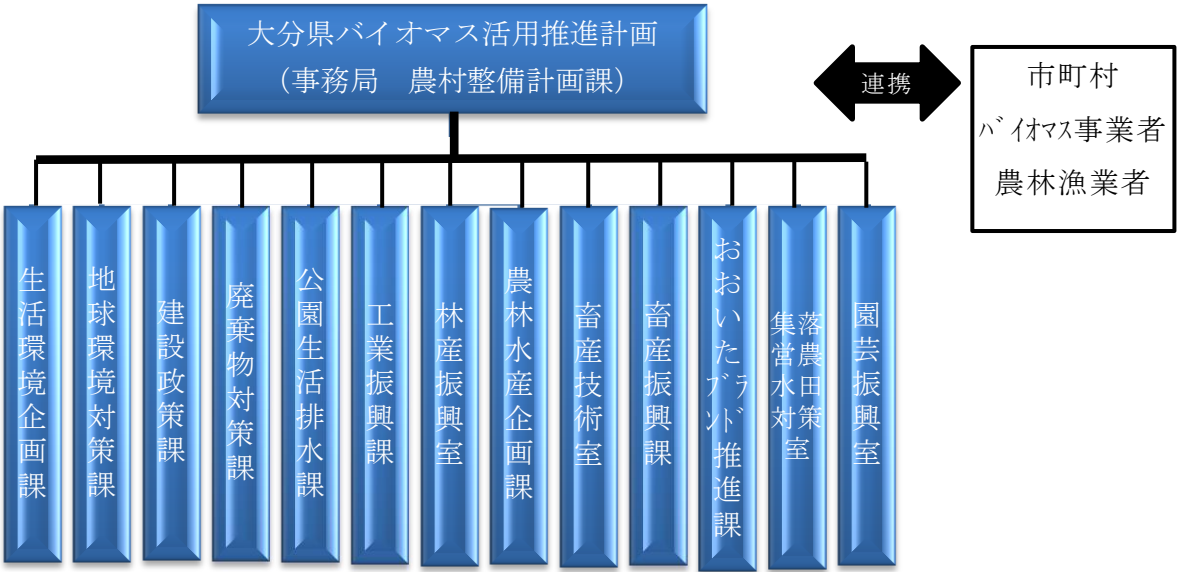 大分県バイオマス活用推進計画
（事務局　農村整備計画課）
連携
市町村
ﾊﾞｲｵﾏｽ事業者
農林漁業者
生活環境企画課
地球環境対策課
建設政策課
廃棄物対策課
公園生活排水課
工業振興課
林産振興室
農林水産企画課
畜産技術室
畜産振興課
おおいたﾌﾞﾗﾝﾄﾞ推進課
集落営農水田対策室
園芸振興室